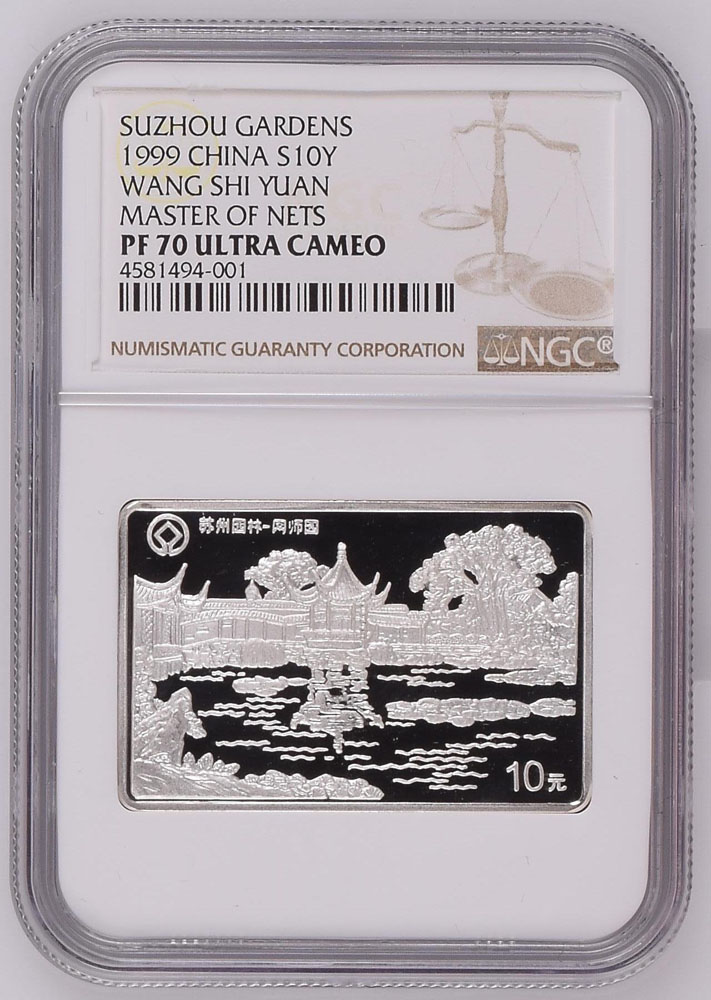 SUZHOU GARDENS
1999 CHINA S10Y
WANG SHI YUAN
MASTER OF NETS
PF 70 ULTRA CAMEO
4581494-001
NUMISMATIC GUARANTY CORPORATION
NGC®
苏州园林-网师园
10元